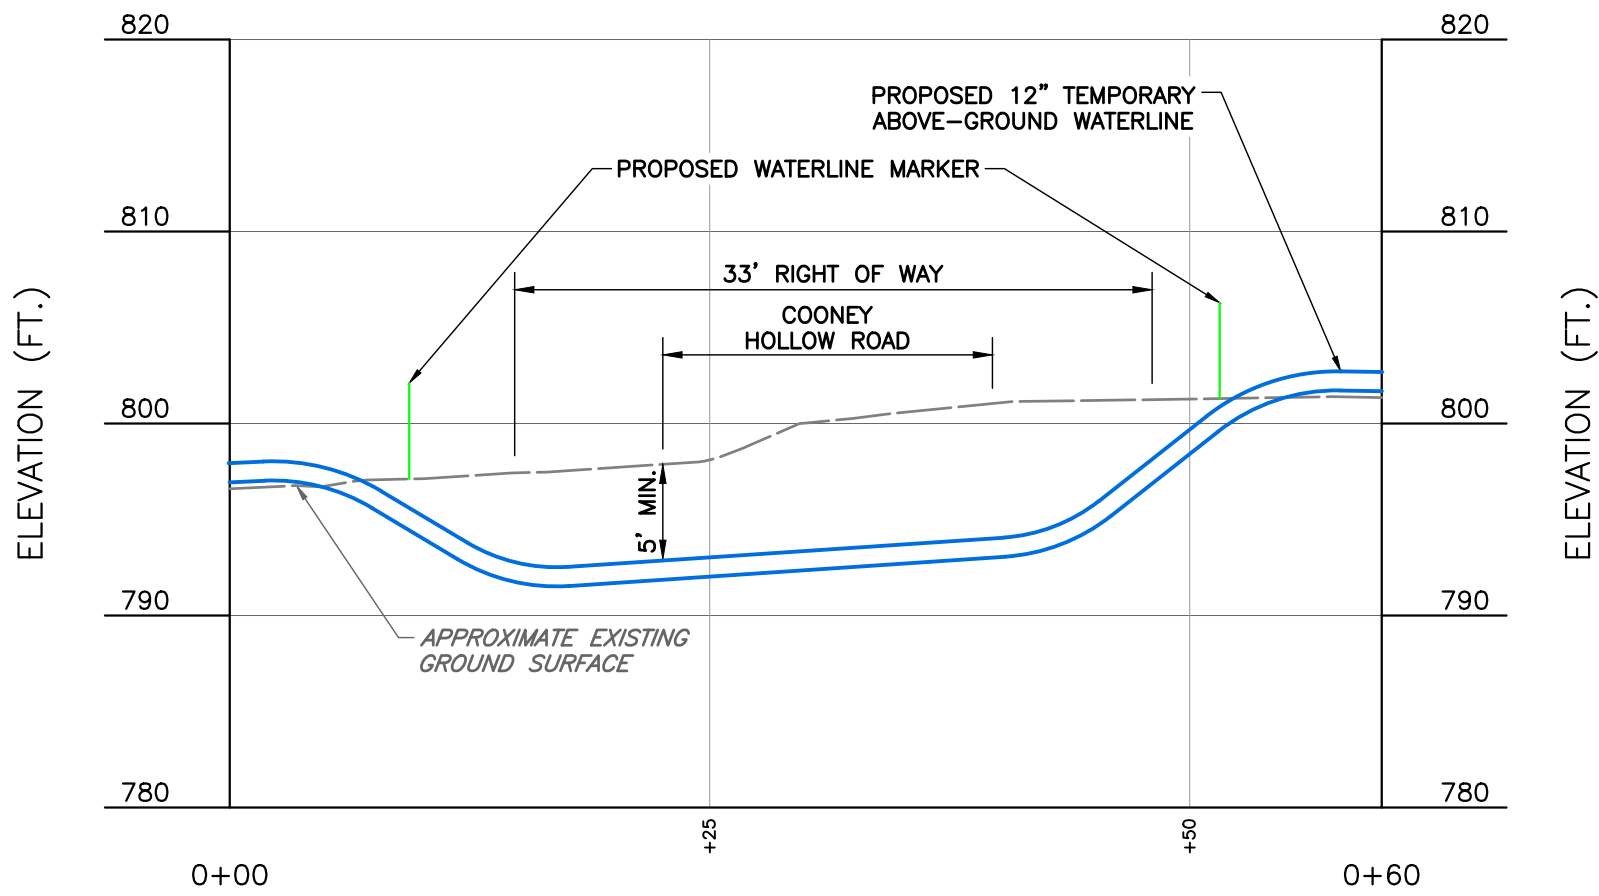 820
820
PROPOSED 12" TEMPORARY
ABOVE-GROUND WATERLINE
PROPOSED WATERLINE MARKER
810
810
33' RIGHT OF WAY
COONEY
HOLLOW ROAD
ELEVATION (FT.)
ELEVATION (FT.)
800
800
5' MIN.
790
790
APPROXIMATE EXISTING
GROUND SURFACE
780
780
+25
+50
0+00
0+60